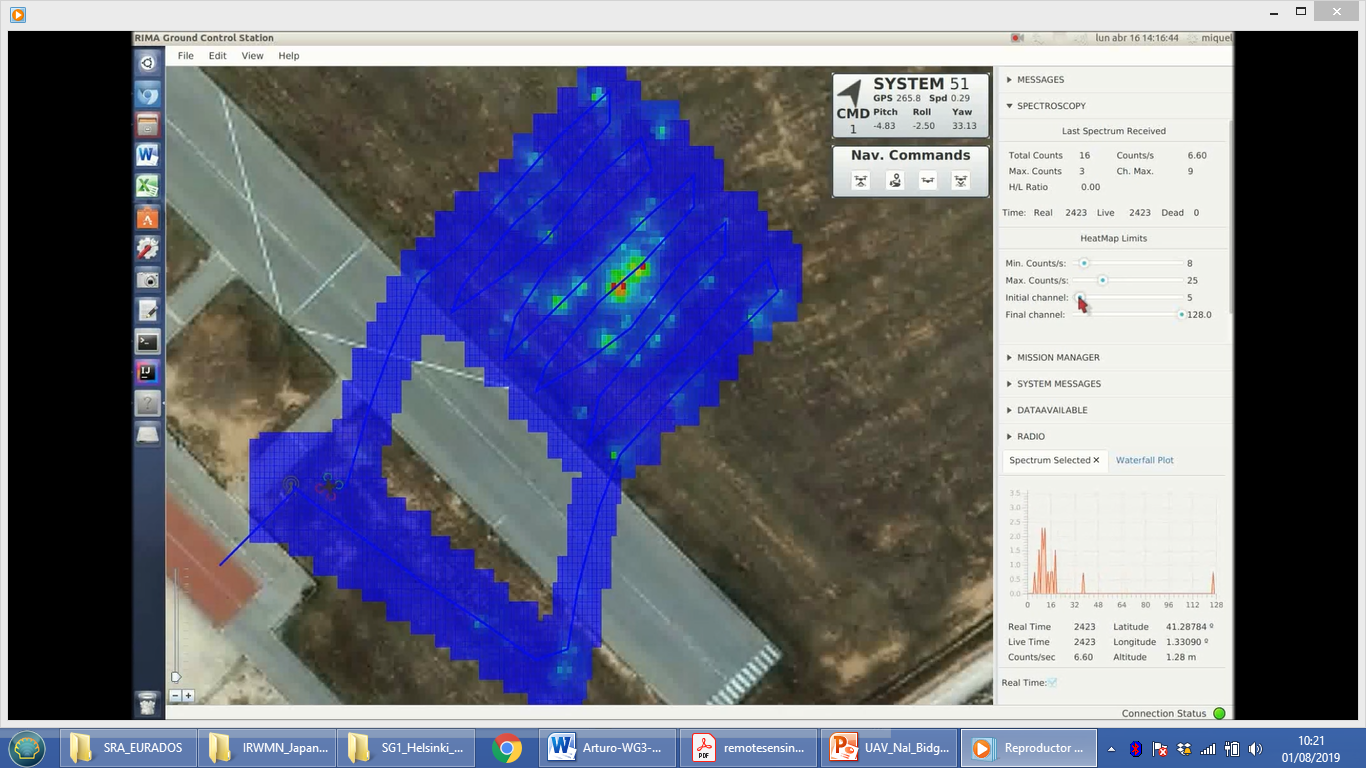 RIMA Ground Control Station
lun abr 16 14:16:44 miquel
File Edit View Help
SYSTEM 51
GPS 265.8 Spd 0.29
CMD Pitch Roll Yaw
1 -4.83 -2.50 33.13
Nav. Commands
MESSAGES
SPECTROSCOPY
Last Spectrum Received
Total Counts 16 Counts/s 6.60
Max. Counts 3 Ch. Max. 9
H/L Ratio 0.00
Time: Real 2423 Live 2423 Dead 0
HeatMap Limits
Min. Counts/s: 8
Max. Counts/s: 25
Initial channel: 5
Final channel: 128.0
MISSION MANAGER
SYSTEM MESSAGES
DATAAVAILABLE
RADIO
Spectrum Selected Waterfall Plot
3.5
3.0
2.5
2.0
1.5
1.0
0.5
0.0
0 16 32 48 64 80 96 112 128
Real Time 2423 Latitude 41.28784 º
Live Time 2423 Longitude 1.33090 º
Counts/sec 6.60 Altitude 1.28 m
Real Time:
Connection Status
SRA_EURADOS
IRWMN_Japan...
SG1_Helsinki_...
Arturo-WG3-...
remotesensin...
UAV_Nal_Bidg...
Reproductor ...
10:21
01/08/2019